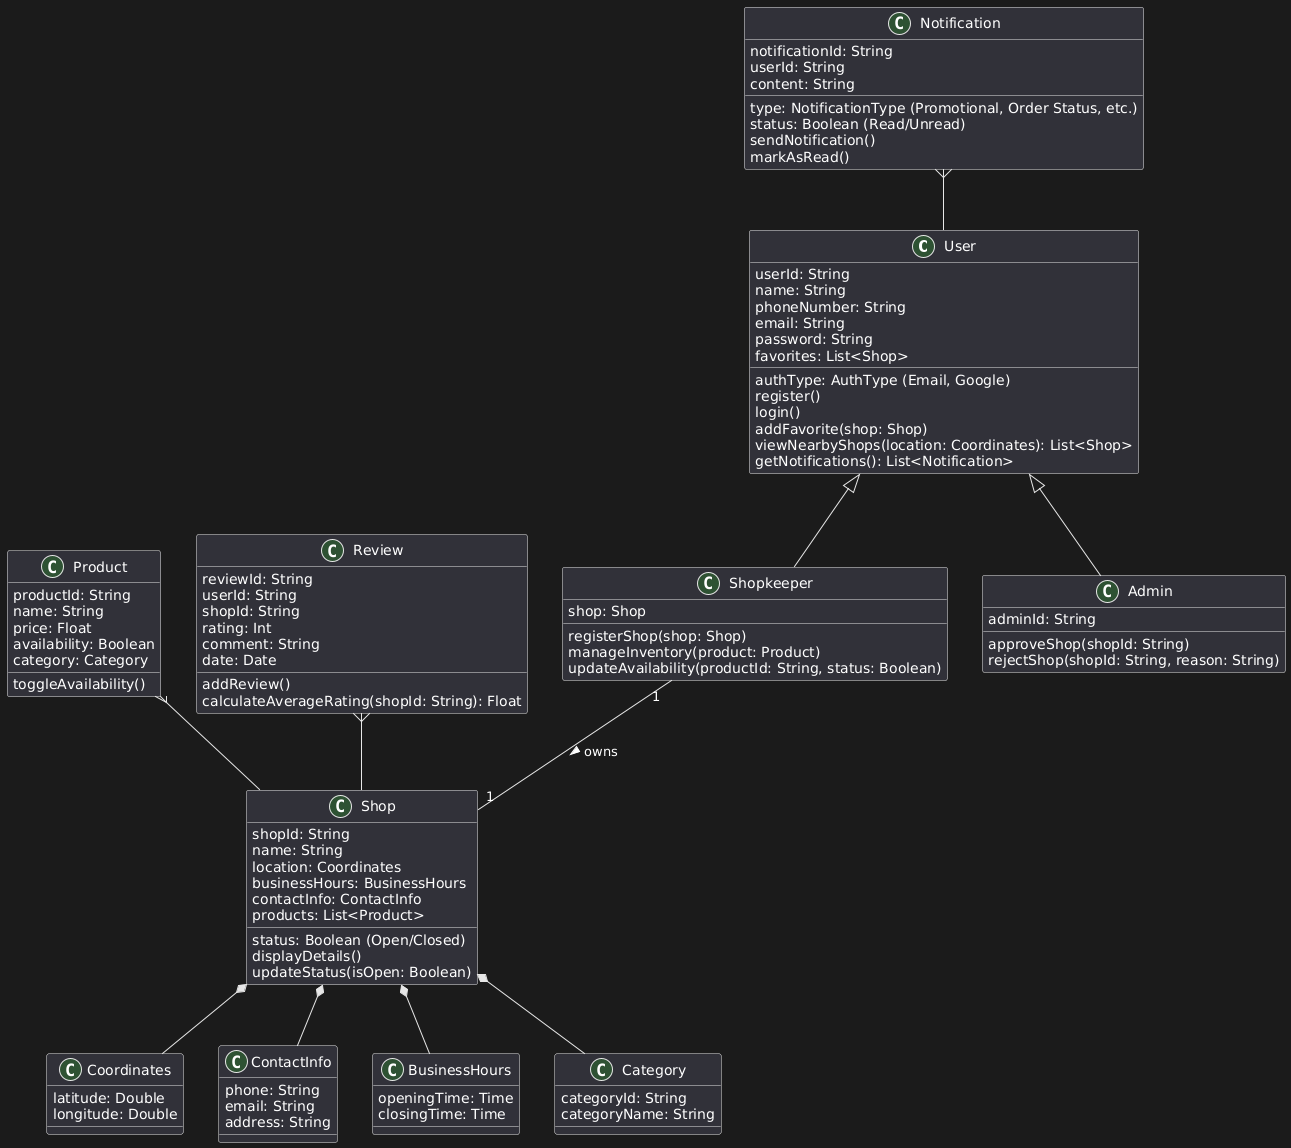 C Notification
notificationId: String
userId: String
content: String
type: NotificationType (Promotional, Order Status, etc.)
status: Boolean (Read/Unread)
sendNotification()
markAsRead()
C User
userId: String
name: String
phoneNumber: String
email: String
password: String
favorites: List<Shop>
authType: AuthType (Email, Google)
register()
login()
addFavorite(shop: Shop)
viewNearbyShops(location: Coordinates): List<Shop>
getNotifications(): List<Notification>
C Product
productId: String
name: String
price: Float
availability: Boolean
category: Category
toggleAvailability()
C Review
reviewId: String
userId: String
shopId: String
rating: Int
comment: String
date: Date
addReview()
calculateAverageRating(shopId: String): Float
C Shopkeeper
shop: Shop
registerShop(shop: Shop)
manageInventory(product: Product)
updateAvailability(productId: String, status: Boolean)
C Admin
adminId: String
approveShop(shopId: String)
rejectShop(shopId: String, reason: String)
1
owns
1
C Shop
shopId: String
name: String
location: Coordinates
businessHours: BusinessHours
contactInfo: ContactInfo
products: List<Product>
status: Boolean (Open/Closed)
displayDetails()
updateStatus(isOpen: Boolean)
C Coordinates
latitude: Double
longitude: Double
C ContactInfo
phone: String
email: String
address: String
C BusinessHours
openingTime: Time
closingTime: Time
C Category
categoryId: String
categoryName: String